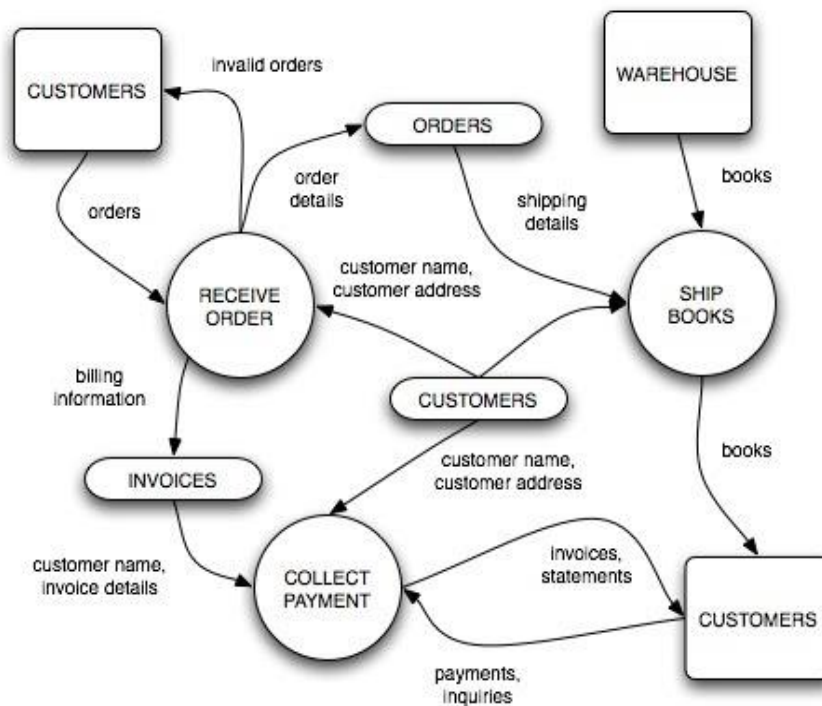 invalid orders
CUSTOMERS
WAREHOUSE
ORDERS
order
details
books
orders
shipping
details
customer name,
customer address
RECEIVE
ORDER
SHIP
BOOKS
billing
information
CUSTOMERS
books
customer name,
customer address
INVOICES
customer name,
invoice details
COLLECT
PAYMENT
invoices,
statements
CUSTOMERS
payments,
inquiries